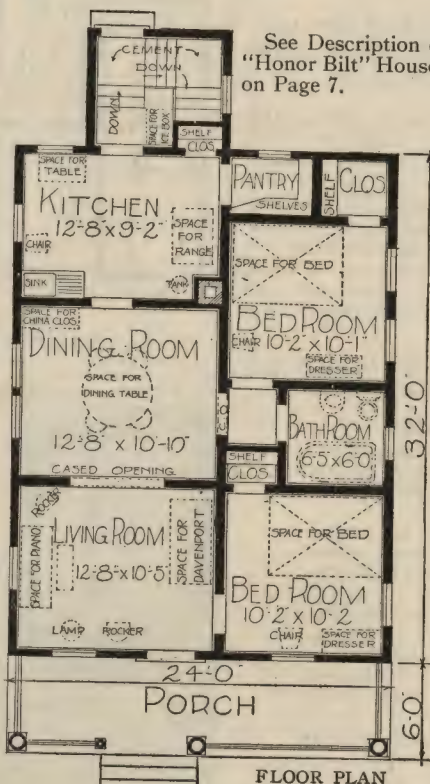 See Description
"Honor Bilt" House
on Page 7.
CEMENT
DOWN
DOWN
SPACE FOR
ICE BOX
SHELF
CLOS.
SPACE FOR
TABLE
KITCHEN
12'-8" x 9'-2"
CHAIR
SPACE
FOR
RANGE
SINK
TANK
PANTRY
SHELVES
SHELF
CLOS.
SPACE FOR BED
BED ROOM
CHAIR 10'-2" x 10'-1"
SPACE FOR
DRESSER
SPACE FOR
CHINA CLOS.
DINING ROOM
SPACE FOR
DINING TABLE
12'-8" x 10'-10"
CASED OPENING
BATH ROOM
6'-5" x 6'-0"
SHELF
CLOS.
32'-0"
ROCKER
SPACE FOR PIANO
LIVING ROOM
12'-8" x 10'-5"
SPACE FOR
DAVENPORT
LAMP
ROCKER
SPACE FOR BED
BED ROOM
10'-2" x 10'-2"
CHAIR
SPACE FOR
DRESSER
24'-0"
PORCH
6'-0"
FLOOR PLAN